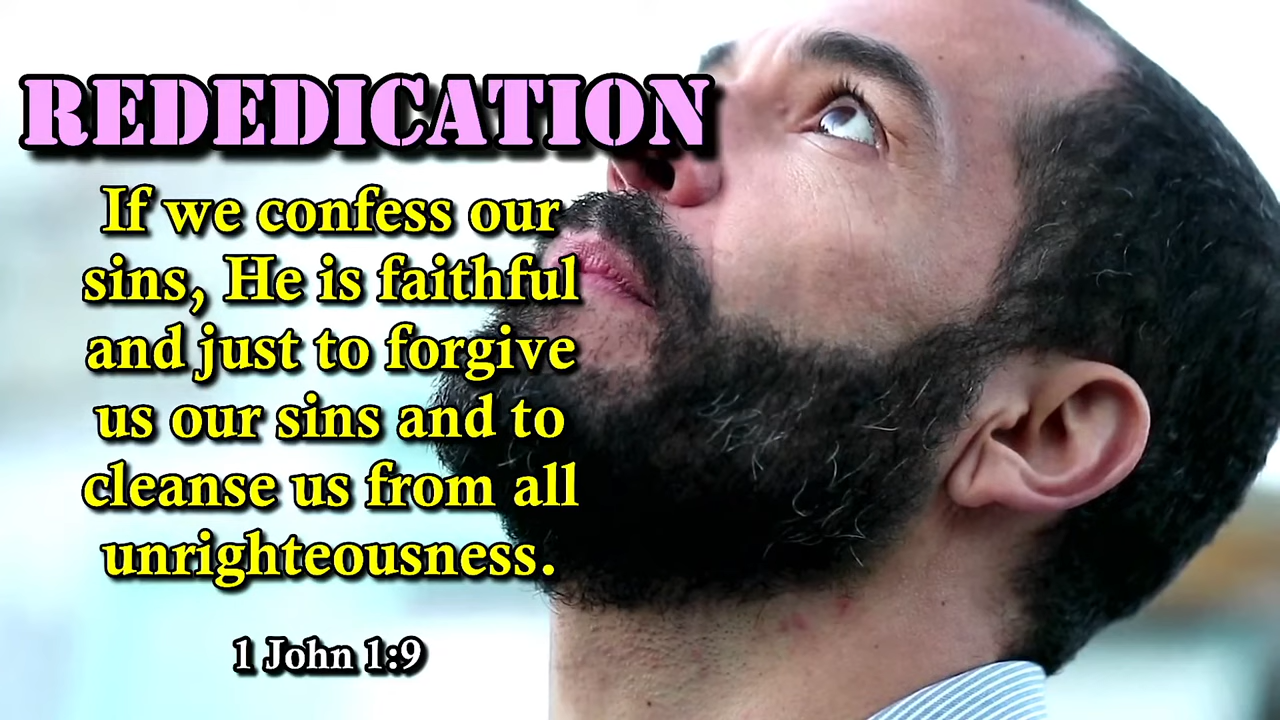 REDEDICATION
If we confess our
sins, He is faithful
and just to forgive
us our sins and to
cleanse us from all
unrighteousness.
1 John 1:9